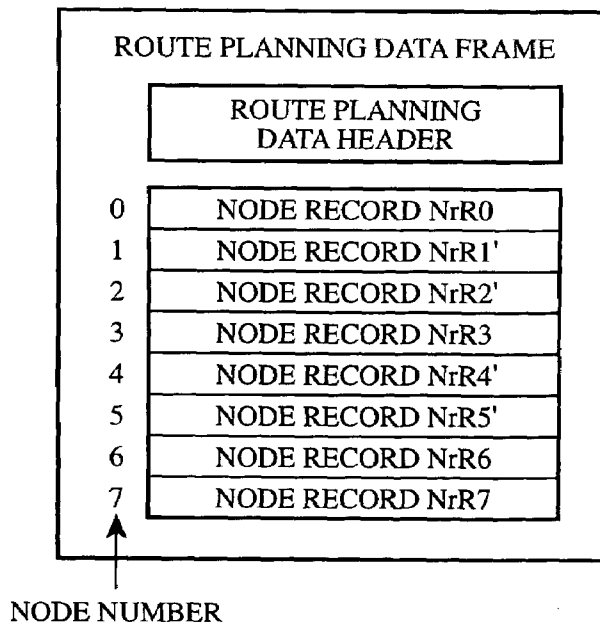 ROUTE PLANNING DATA FRAME
ROUTE PLANNING
DATA HEADER
0 NODE RECORD NrR0
1 NODE RECORD NrR1'
2 NODE RECORD NrR2'
3 NODE RECORD NrR3
4 NODE RECORD NrR4'
5 NODE RECORD NrR5'
6 NODE RECORD NrR6
7 NODE RECORD NrR7
NODE NUMBER